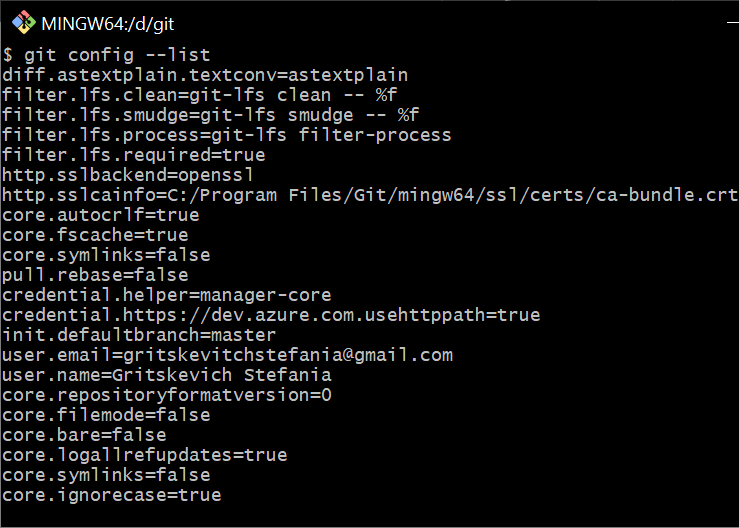 MINGW64:/d/git
$ git config --list
diff.astextplain.textconv=astextplain
filter.lfs.clean=git-lfs clean -- %f
filter.lfs.smudge=git-lfs smudge -- %f
filter.lfs.process=git-lfs filter-process
filter.lfs.required=true
http.sslbackend=openssl
http.sslcainfo=C:/Program Files/Git/mingw64/ssl/certs/ca-bundle.crt
core.autocrlf=true
core.fscache=true
core.symlinks=false
pull.rebase=false
credential.helper=manager-core
credential.https://dev.azure.com.usehttppath=true
init.defaultbranch=master
user.email=gritskevitchstefania@gmail.com
user.name=Gritskevich Stefania
core.repositoryformatversion=0
core.filemode=false
core.bare=false
core.logallrefupdates=true
core.symlinks=false
core.ignorecase=true